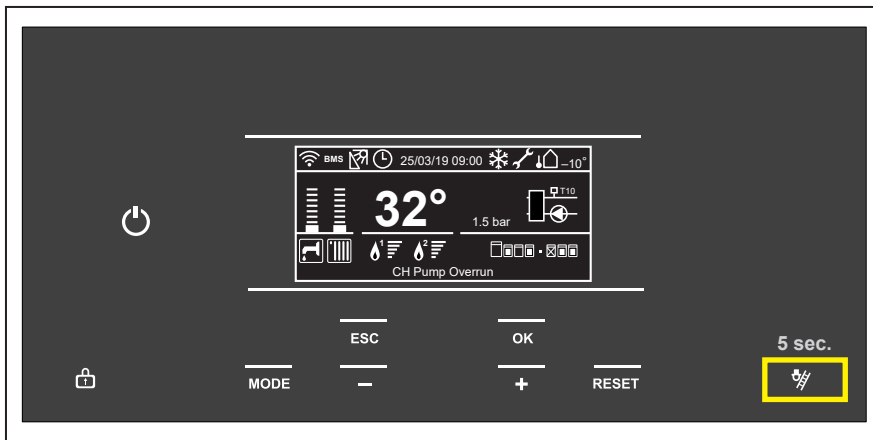 BMS 25/03/19 09:00 –10°
T10
32°
1.5 bar
1 2
CH Pump Overrun
ESC OK
5 sec.
MODE – + RESET